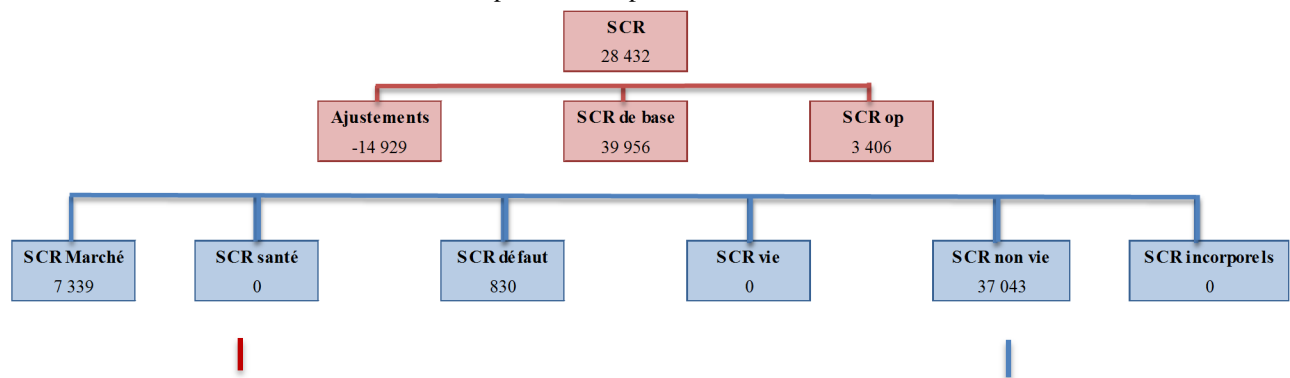 SCR
28 432
Ajustements
-14 929
SCR de base
39 956
SCR op
3 406
SCR Marché
7 339
SCR santé
0
SCR défaut
830
SCR vie
0
SCR non vie
37 043
SCR incorporels
0